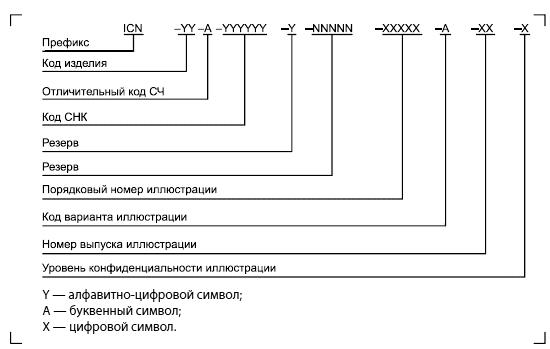 ICN –YY –A –YYYYYY –Y –NNNNN –XXXXX –A –XX –X
Префикс
Код изделия
Отличительный код СЧ
Код СНК
Резерв
Резерв
Порядковый номер иллюстрации
Код варианта иллюстрации
Номер выпуска иллюстрации
Уровень конфиденциальности иллюстрации
Y — алфавитно-цифровой символ;
A — буквенный символ;
X — цифровой символ.